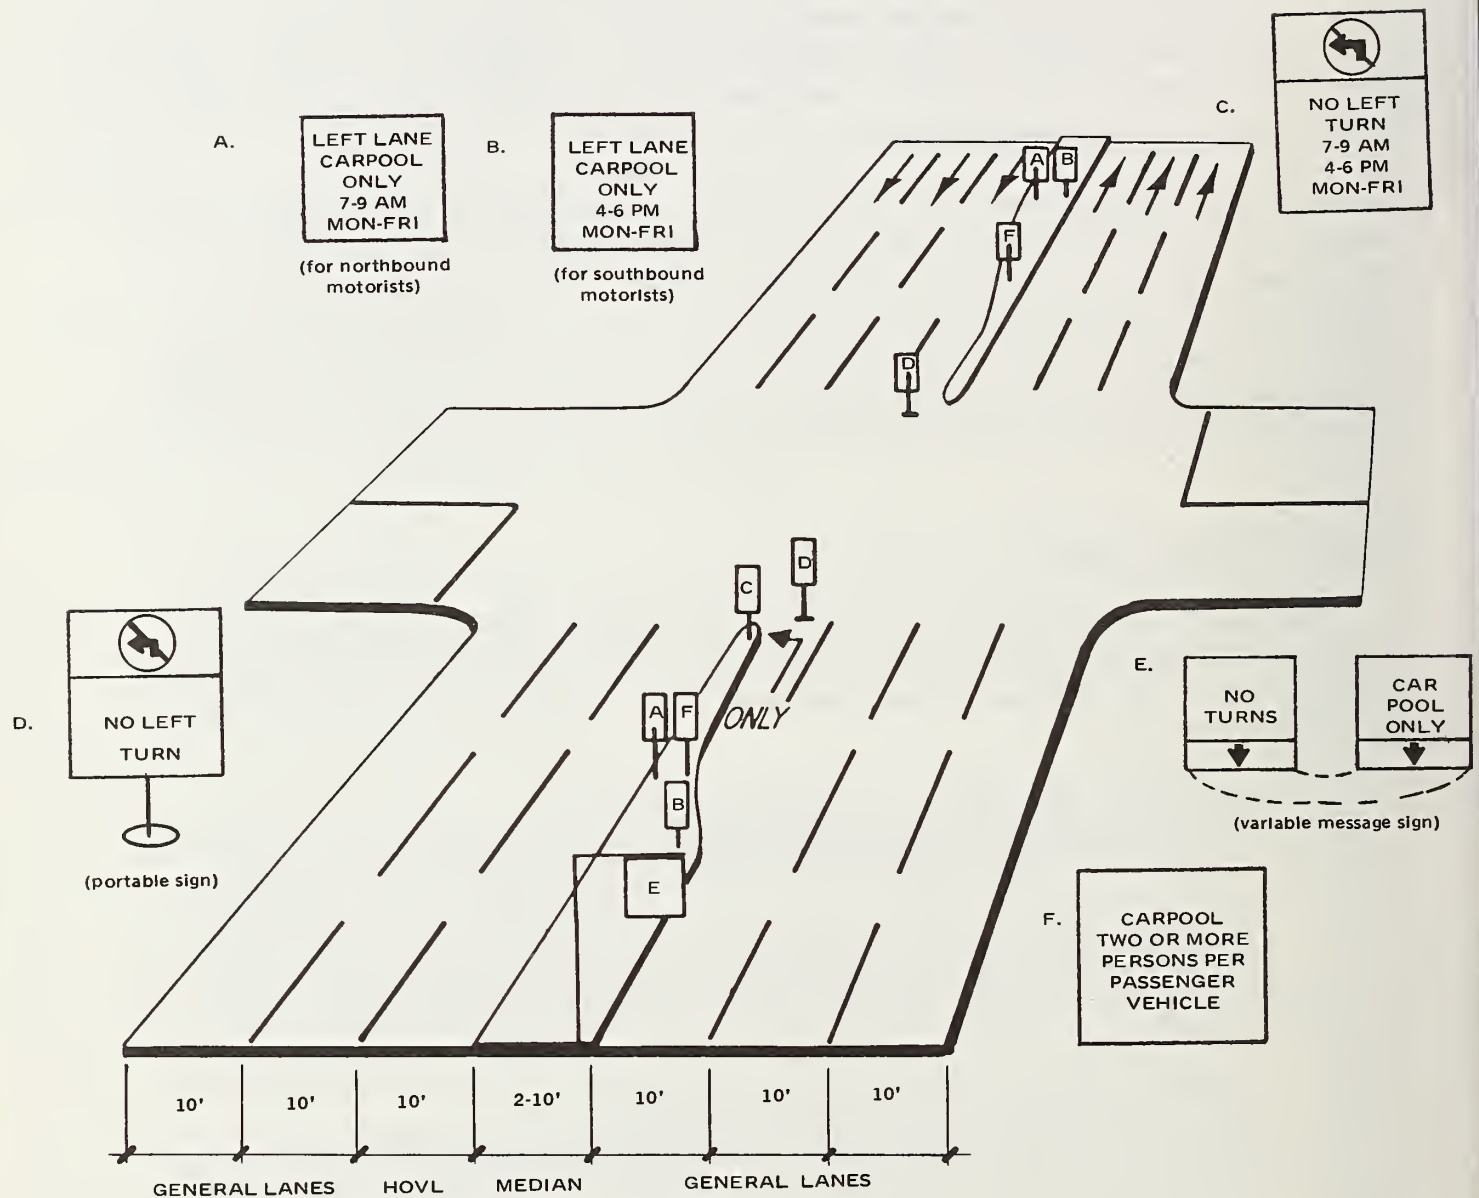 A.
LEFT LANE
CARPOOL
ONLY
7-9 AM
MON-FRI
(for northbound
motorists)
B.
LEFT LANE
CARPOOL
ONLY
4-6 PM
MON-FRI
(for southbound
motorists)
C.
NO LEFT
TURN
7-9 AM
4-6 PM
MON-FRI
A
B
F
D
D
C
A
F
ONLY
B
E
D.
NO LEFT
TURN
(portable sign)
E.
NO
TURNS
CAR
POOL
ONLY
(variable message sign)
F.
CARPOOL
TWO OR MORE
PERSONS PER
PASSENGER
VEHICLE
10' 10' 10' 2-10' 10' 10' 10'
GENERAL LANES HOVL MEDIAN GENERAL LANES